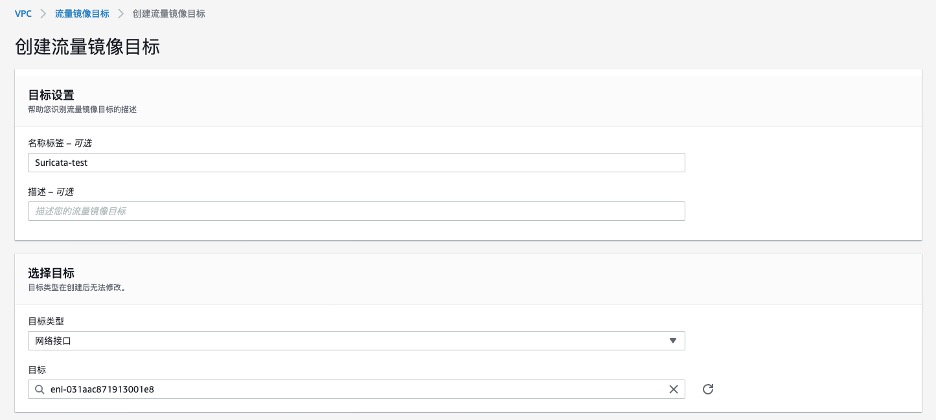 VPC > 流量镜像目标 > 创建流量镜像目标
创建流量镜像目标
目标设置
帮助您识别流量镜像目标的描述
名称标签 – 可选
Suricata-test
描述 – 可选
描述您的流量镜像目标
选择目标
目标类型在创建后无法修改。
目标类型
网络接口
目标
eni-031aac871913001e8